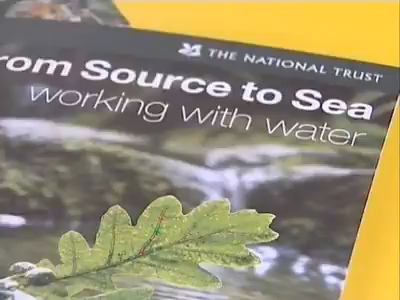 THE NATIONAL TRUST
rom Source to Sea
working with water